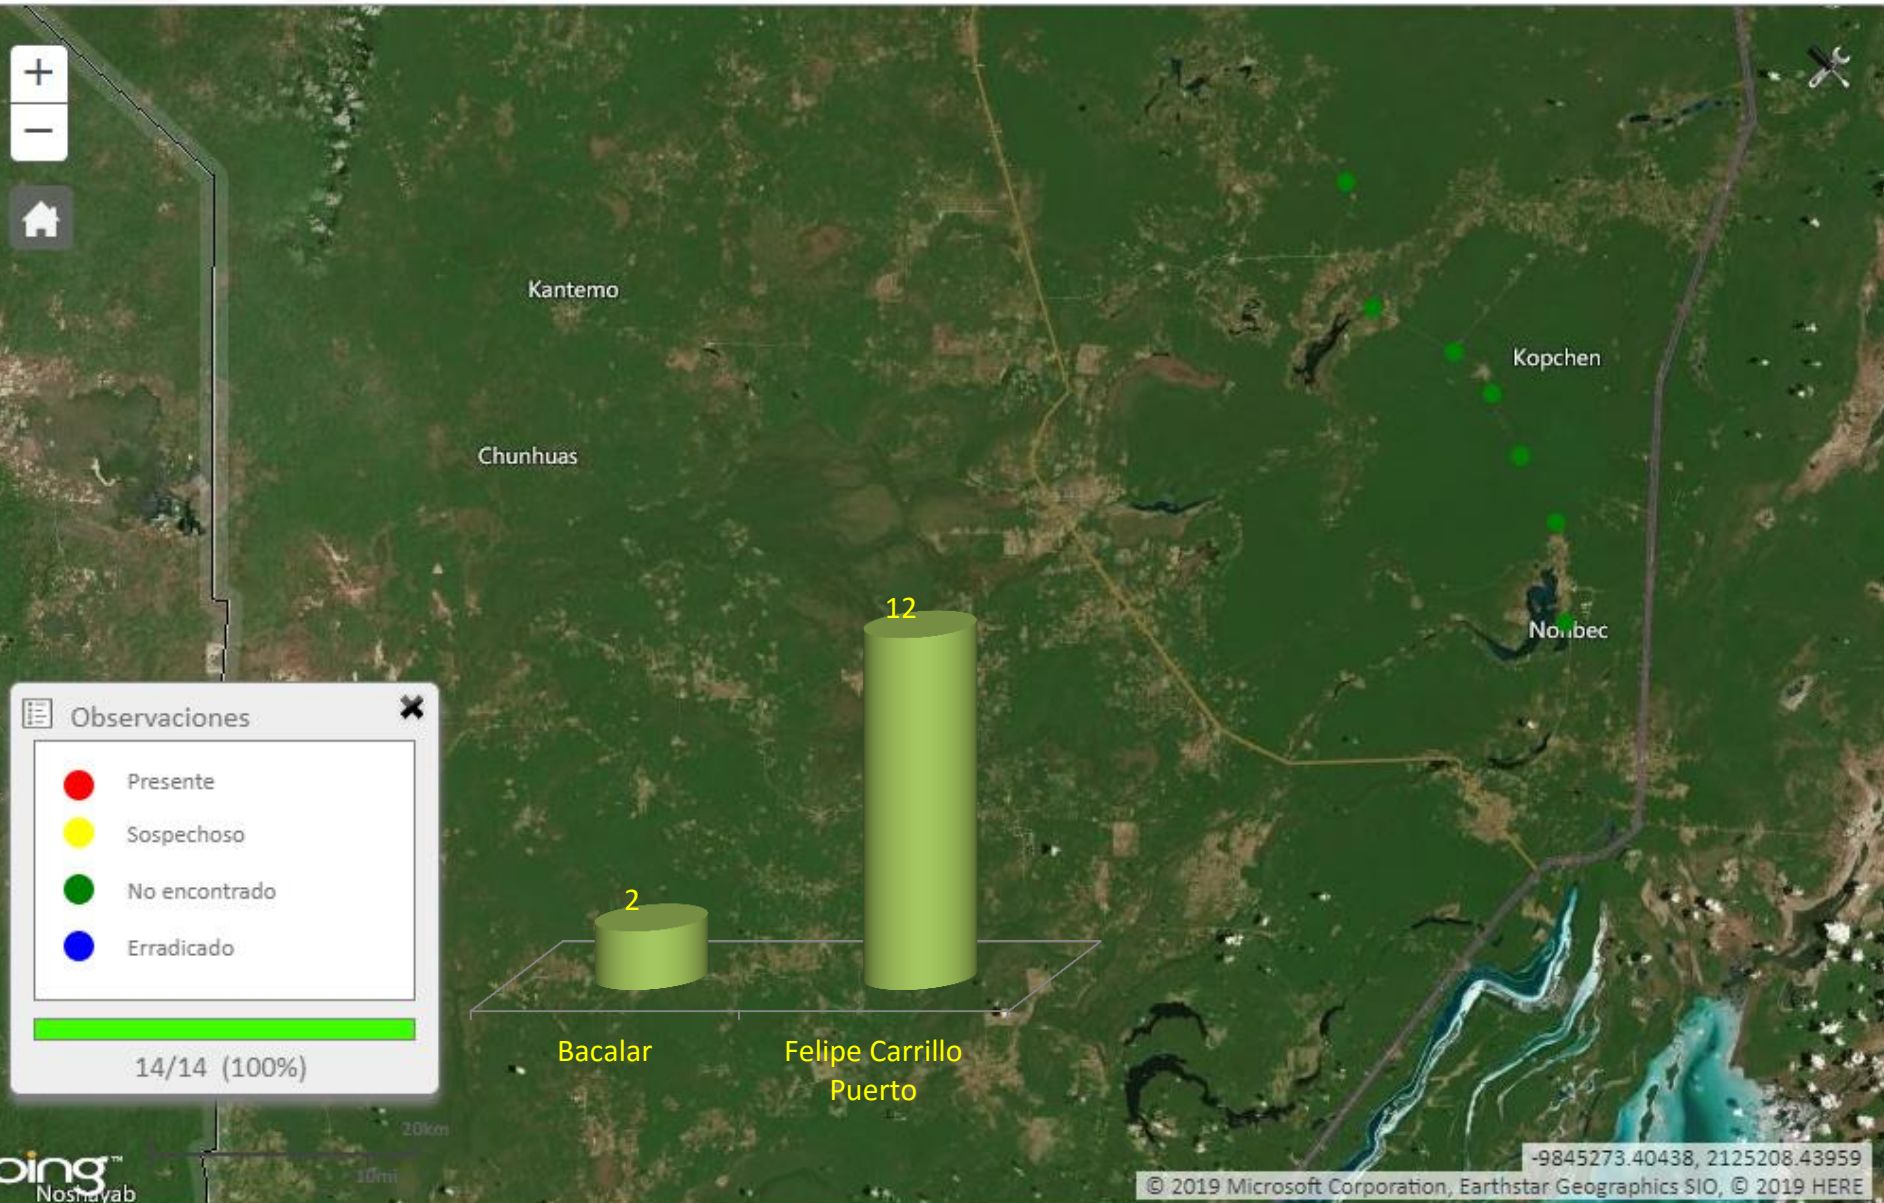 +
−
Kantemo
Kopchen
Chunhuas
12
Nohbec
Observaciones
Presente
Sospechoso
2
No encontrado
Erradicado
14/14 (100%)
Bacalar
Felipe Carrillo
Puerto
20km
10mi
bing™
Noshayab
-9845273.40438, 2125208.43959
© 2019 Microsoft Corporation, Earthstar Geographics SIO, © 2019 HERE